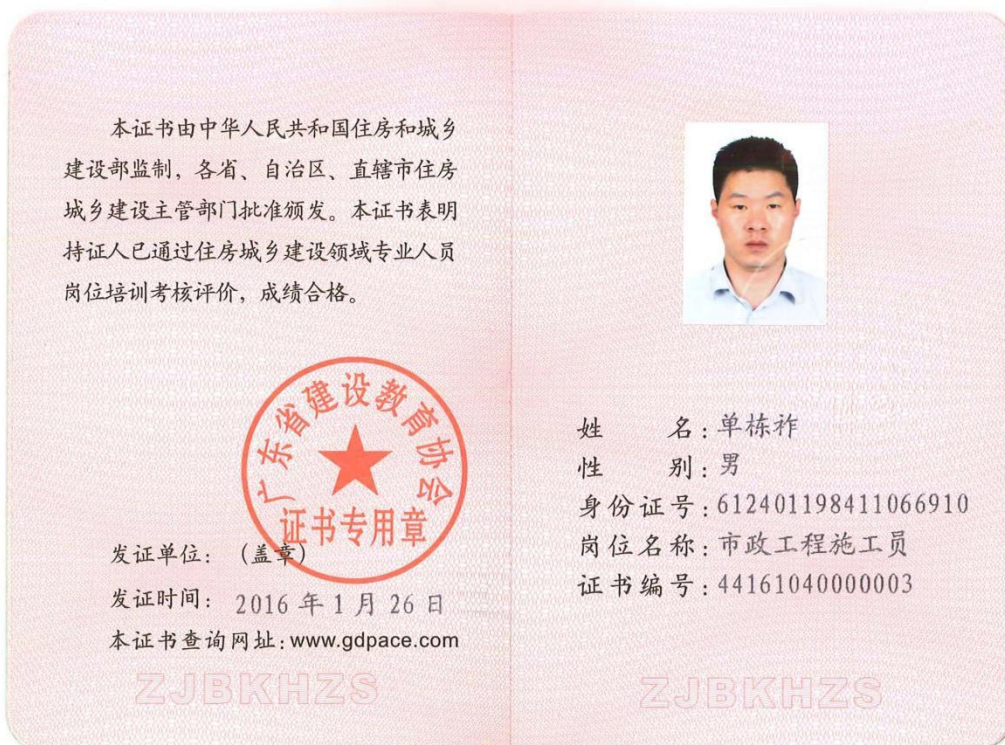 本证书由中华人民共和国住房和城乡
建设部监制，各省、自治区、直辖市住房
城乡建设主管部门批准颁发。本证书表明
持证人已通过住房城乡建设领域专业人员
岗位培训考核评价，成绩合格。
广东省建设教育协会
证书专用章
发证单位：（盖章）
发证时间：2016 年 1 月 26 日
本证书查询网址：www.gdpace.com
ZJBKHZS
姓名：单栋祚
性别：男
身份证号：612401198411066910
岗位名称：市政工程施工员
证书编号：44161040000003
ZJBKHZS